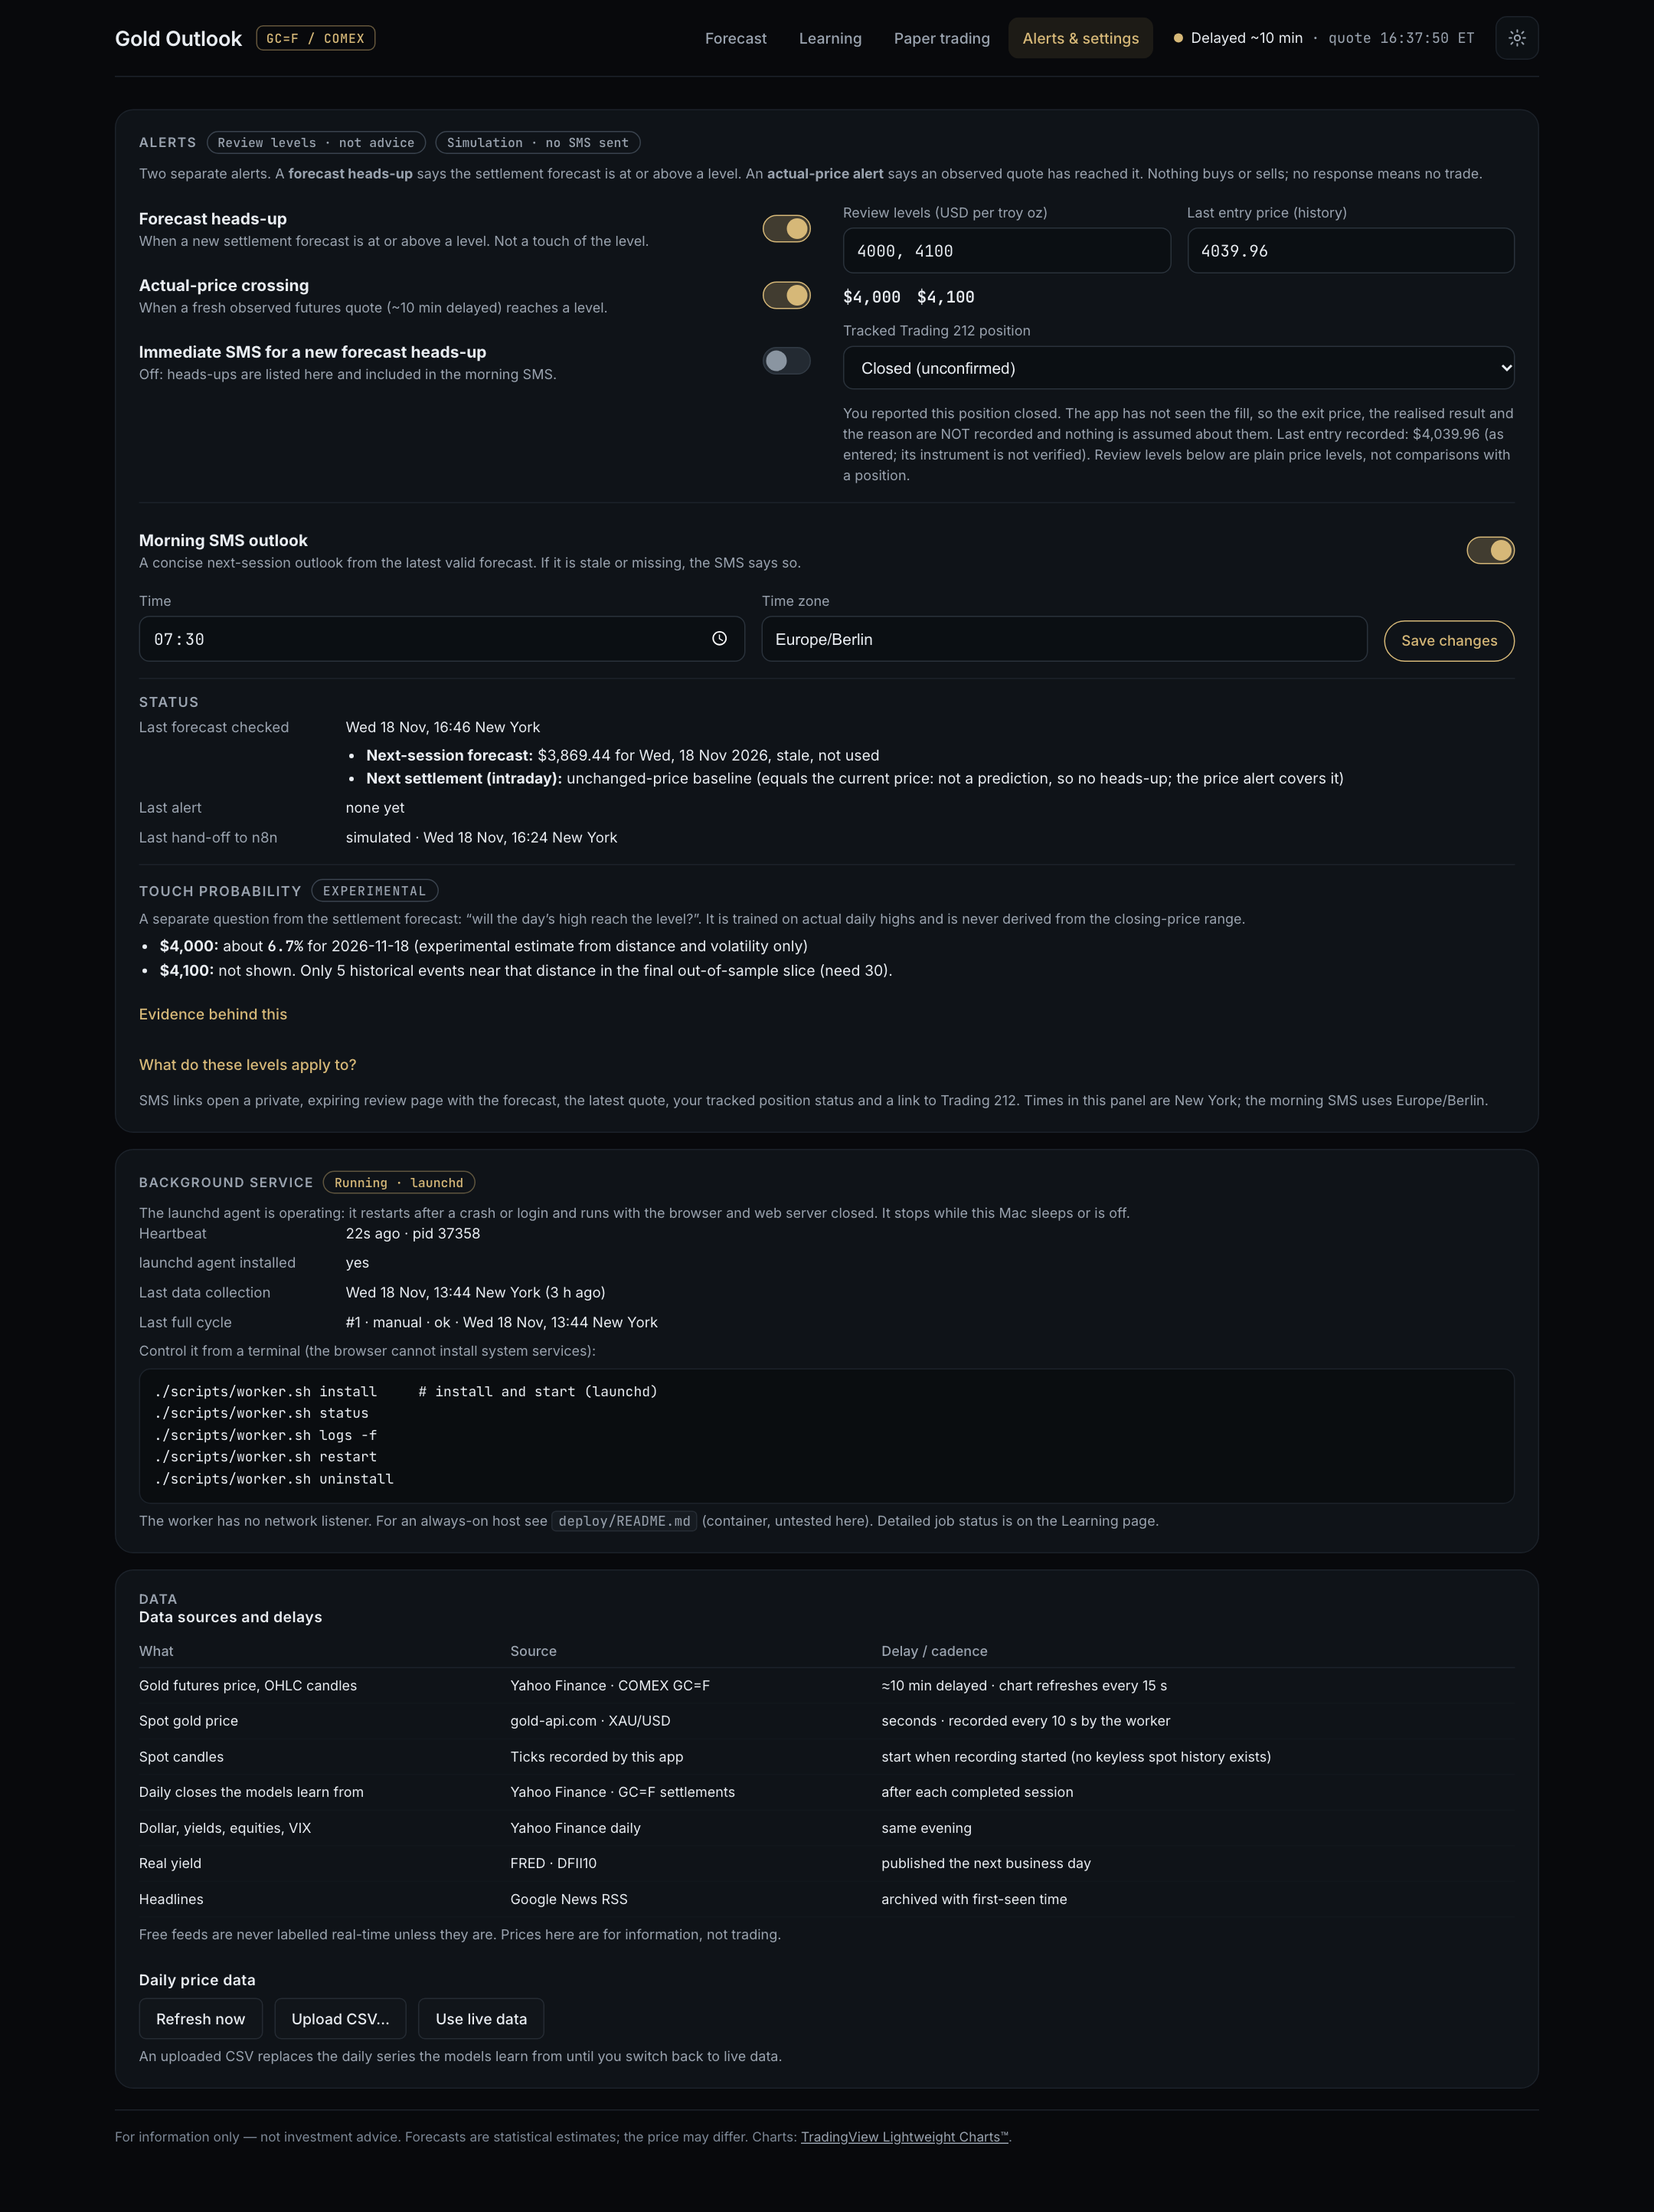 Gold Outlook GC=F / COMEX Forecast Learning Paper trading Alerts & settings Delayed ~10 min · quote 16:37:50 ET
ALERTS Review levels · not advice Simulation · no SMS sent
Two separate alerts. A forecast heads-up says the settlement forecast is at or above a level. An actual-price alert says an observed quote has reached it. Nothing buys or sells; no response means no trade.
Forecast heads-up
When a new settlement forecast is at or above a level. Not a touch of the level.
Actual-price crossing
When a fresh observed futures quote (~10 min delayed) reaches a level.
Immediate SMS for a new forecast heads-up
Off: heads-ups are listed here and included in the morning SMS.
Review levels (USD per troy oz) Last entry price (history)
4000, 4100 4039.96
$4,000 $4,100
Tracked Trading 212 position
Closed (unconfirmed)
You reported this position closed. The app has not seen the fill, so the exit price, the realised result and
the reason are NOT recorded and nothing is assumed about them. Last entry recorded: $4,039.96 (as
entered; its instrument is not verified). Review levels below are plain price levels, not comparisons with
a position.
Morning SMS outlook
A concise next-session outlook from the latest valid forecast. If it is stale or missing, the SMS says so.
Time Time zone
07:30 Europe/Berlin Save changes
STATUS
Last forecast checked Wed 18 Nov, 16:46 New York
• Next-session forecast: $3,869.44 for Wed, 18 Nov 2026, stale, not used
• Next settlement (intraday): unchanged-price baseline (equals the current price: not a prediction, so no heads-up; the price alert covers it)
Last alert none yet
Last hand-off to n8n simulated · Wed 18 Nov, 16:24 New York
TOUCH PROBABILITY EXPERIMENTAL
A separate question from the settlement forecast: “will the day’s high reach the level?”. It is trained on actual daily highs and is never derived from the closing-price range.
• $4,000: about 6.7% for 2026-11-18 (experimental estimate from distance and volatility only)
• $4,100: not shown. Only 5 historical events near that distance in the final out-of-sample slice (need 30).
Evidence behind this
What do these levels apply to?
SMS links open a private, expiring review page with the forecast, the latest quote, your tracked position status and a link to Trading 212. Times in this panel are New York; the morning SMS uses Europe/Berlin.
BACKGROUND SERVICE Running · launchd
The launchd agent is operating: it restarts after a crash or login and runs with the browser and web server closed. It stops while this Mac sleeps or is off.
Heartbeat 22s ago · pid 37358
launchd agent installed yes
Last data collection Wed 18 Nov, 13:44 New York (3 h ago)
Last full cycle #1 · manual · ok · Wed 18 Nov, 13:44 New York
Control it from a terminal (the browser cannot install system services):
./scripts/worker.sh install # install and start (launchd)
./scripts/worker.sh status
./scripts/worker.sh logs -f
./scripts/worker.sh restart
./scripts/worker.sh uninstall
The worker has no network listener. For an always-on host see deploy/README.md (container, untested here). Detailed job status is on the Learning page.
DATA
Data sources and delays
What Source Delay / cadence
Gold futures price, OHLC candles Yahoo Finance · COMEX GC=F ≈10 min delayed · chart refreshes every 15 s
Spot gold price gold-api.com · XAU/USD seconds · recorded every 10 s by the worker
Spot candles Ticks recorded by this app start when recording started (no keyless spot history exists)
Daily closes the models learn from Yahoo Finance · GC=F settlements after each completed session
Dollar, yields, equities, VIX Yahoo Finance daily same evening
Real yield FRED · DFII10 published the next business day
Headlines Google News RSS archived with first-seen time
Free feeds are never labelled real-time unless they are. Prices here are for information, not trading.
Daily price data
Refresh now Upload CSV… Use live data
An uploaded CSV replaces the daily series the models learn from until you switch back to live data.
For information only — not investment advice. Forecasts are statistical estimates; the price may differ. Charts: TradingView Lightweight Charts™.